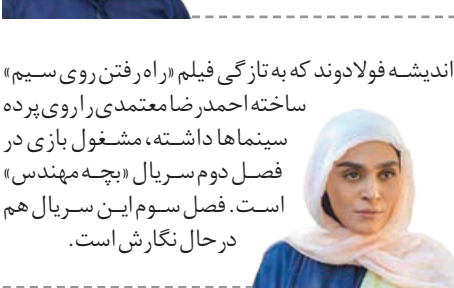 اندیشه فولادوند که به تازگی فیلم «راه رفتن روی سیم»
ساخته احمدرضا معتمدی را روی پرده
سینماها داشته، مشغول بازی در
فصل دوم سریال «بچه مهندس»
است. فصل سوم این سریال هم
در حال نگارش است.